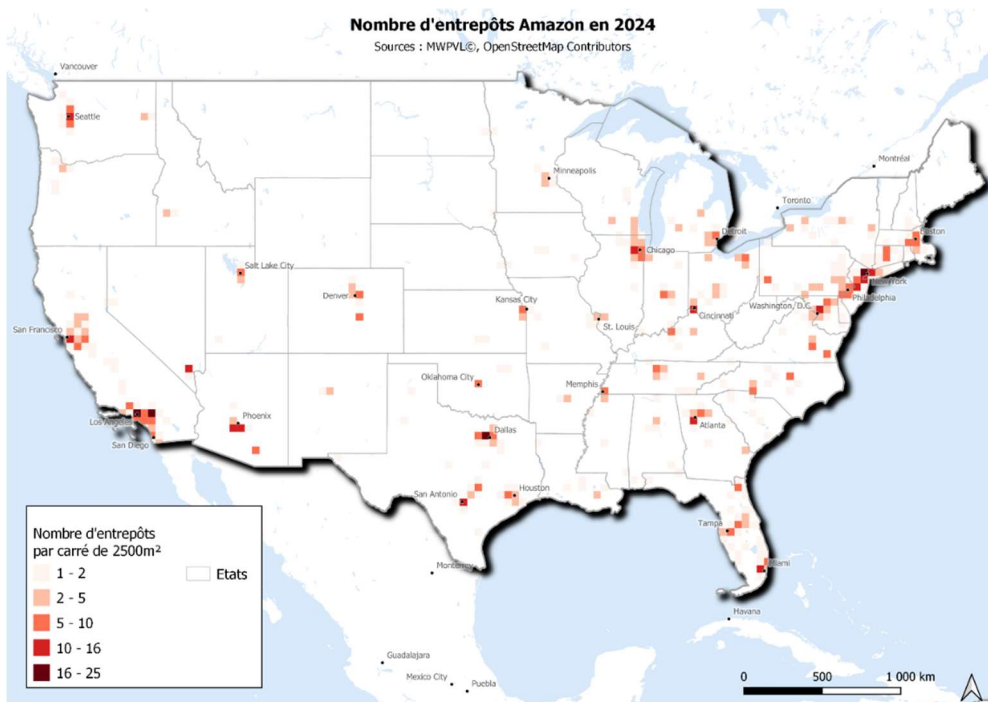 Nombre d'entrepôts Amazon en 2024
Sources : MWPVL©, OpenStreetMap Contributors
Vancouver
Seattle
Montréal
Minneapolis
Toronto
Boston
Detroit
Chicago
Salt Lake City
New York
Denver
Philadelphia
Kansas City
Washington, D.C.
Cincinnati
St. Louis
San Francisco
Oklahoma City
Memphis
Los Angeles
Phoenix
Atlanta
Dallas
San Diego
San Antonio
Houston
Tampa
Miami
Monterrey
Havana
Guadalajara
Mexico City
Puebla
Nombre d'entrepôts
par carré de 2500m²
1 - 2
Etats
2 - 5
5 - 10
10 - 16
16 - 25
0 500 1 000 km